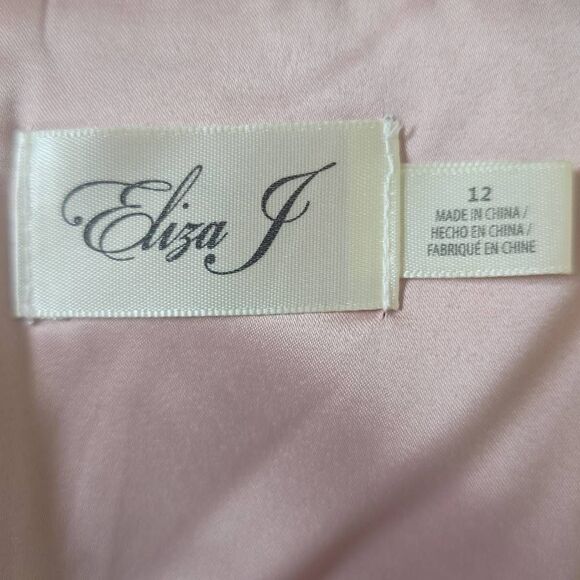 Eliza J
12
MADE IN CHINA /
HECHO EN CHINA /
FABRIQUÉ EN CHINE